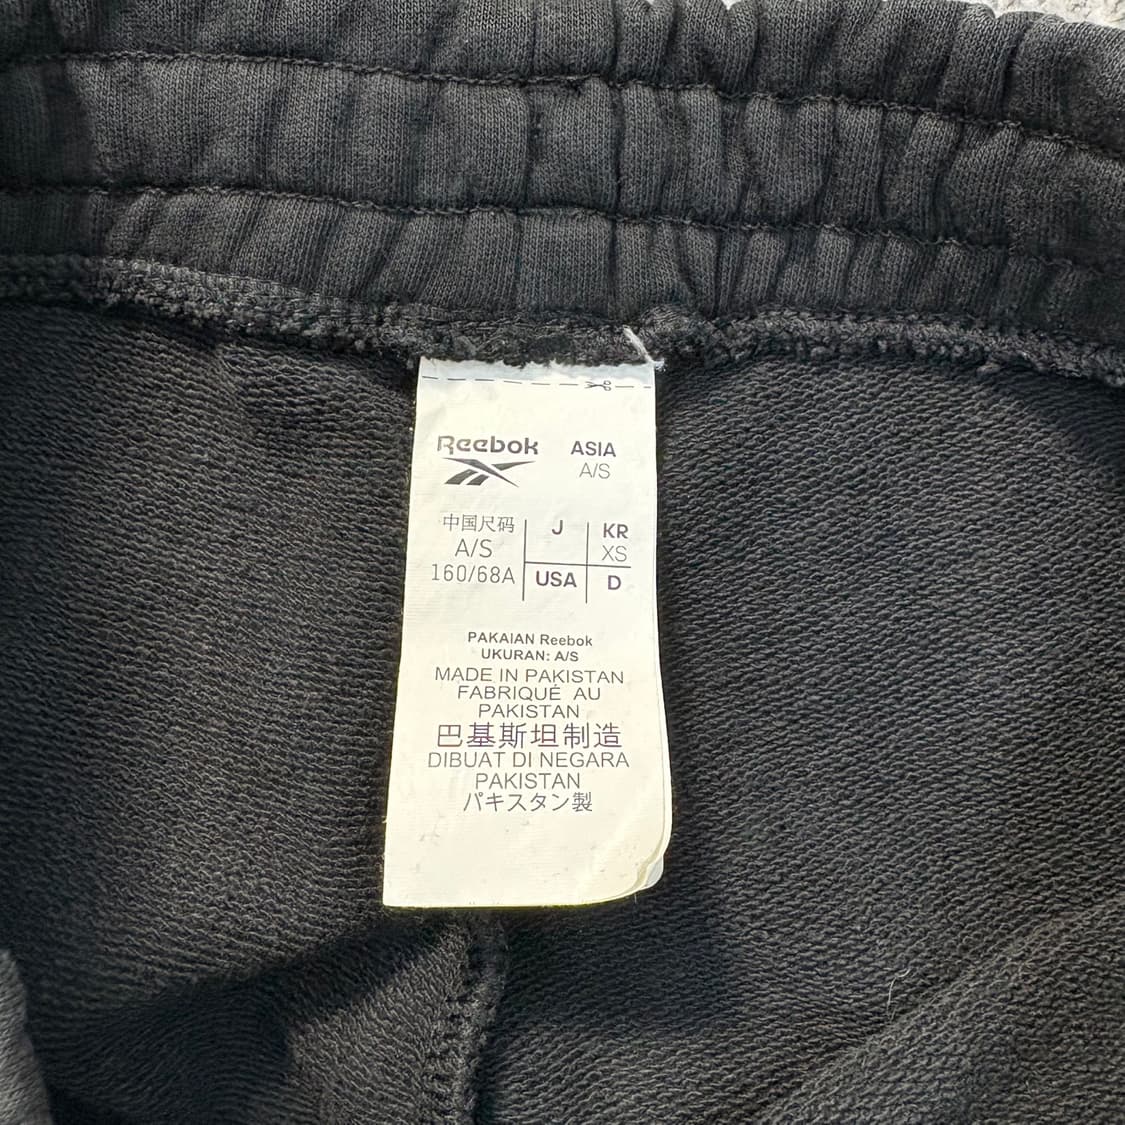 Reebok
ASIA
A/S
中国尺码
A/S
160/68A
J
KR
XS
USA
D
PAKAIAN Reebok
UKURAN: A/S
MADE IN PAKISTAN
FABRIQUÉ AU
PAKISTAN
巴基斯坦制造
DIBUAT DI NEGARA
PAKISTAN
パキスタン製